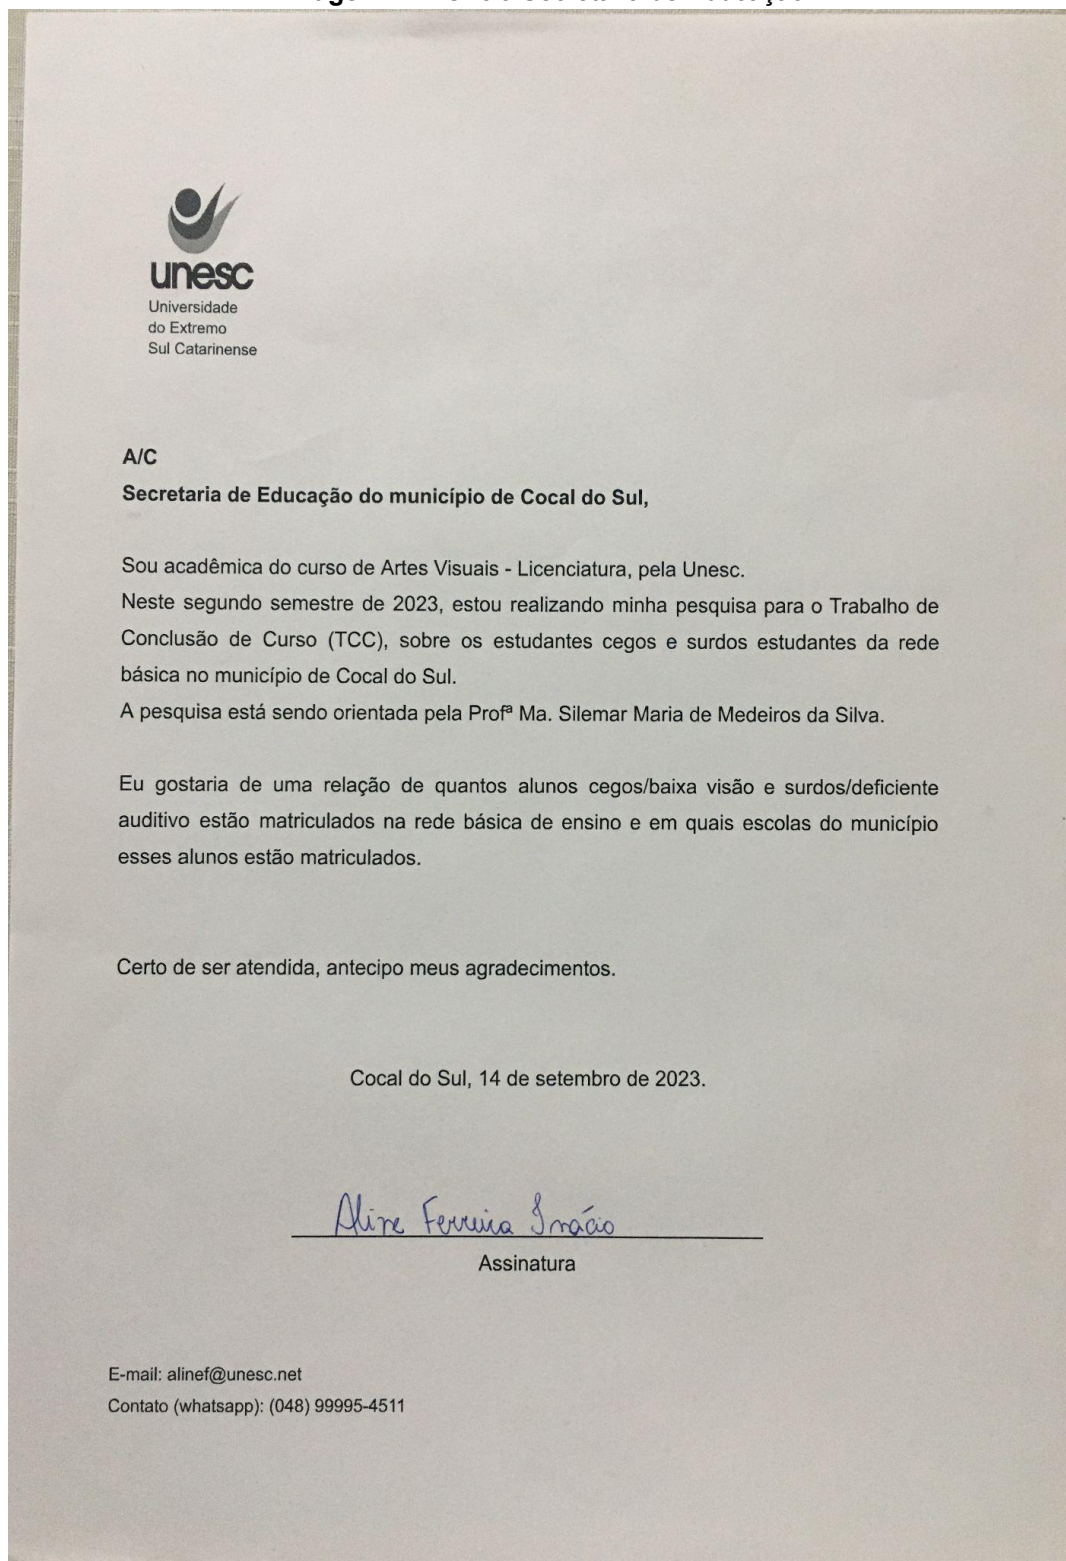 unesc
Universidade
do Extremo
Sul Catarinense
A/C
Secretaria de Educação do município de Cocal do Sul,
Sou acadêmica do curso de Artes Visuais - Licenciatura, pela Unesc.
Neste segundo semestre de 2023, estou realizando minha pesquisa para o Trabalho de
Conclusão de Curso (TCC), sobre os estudantes cegos e surdos estudantes da rede
básica no município de Cocal do Sul.
A pesquisa está sendo orientada pela Profª Ma. Silemar Maria de Medeiros da Silva.
Eu gostaria de uma relação de quantos alunos cegos/baixa visão e surdos/deficiente
auditivo estão matriculados na rede básica de ensino e em quais escolas do município
esses alunos estão matriculados.
Certo de ser atendida, antecipo meus agradecimentos.
Cocal do Sul, 14 de setembro de 2023.
Aline Ferreira Inácio
Assinatura
E-mail: alinef@unesc.net
Contato (whatsapp): (048) 99995-4511